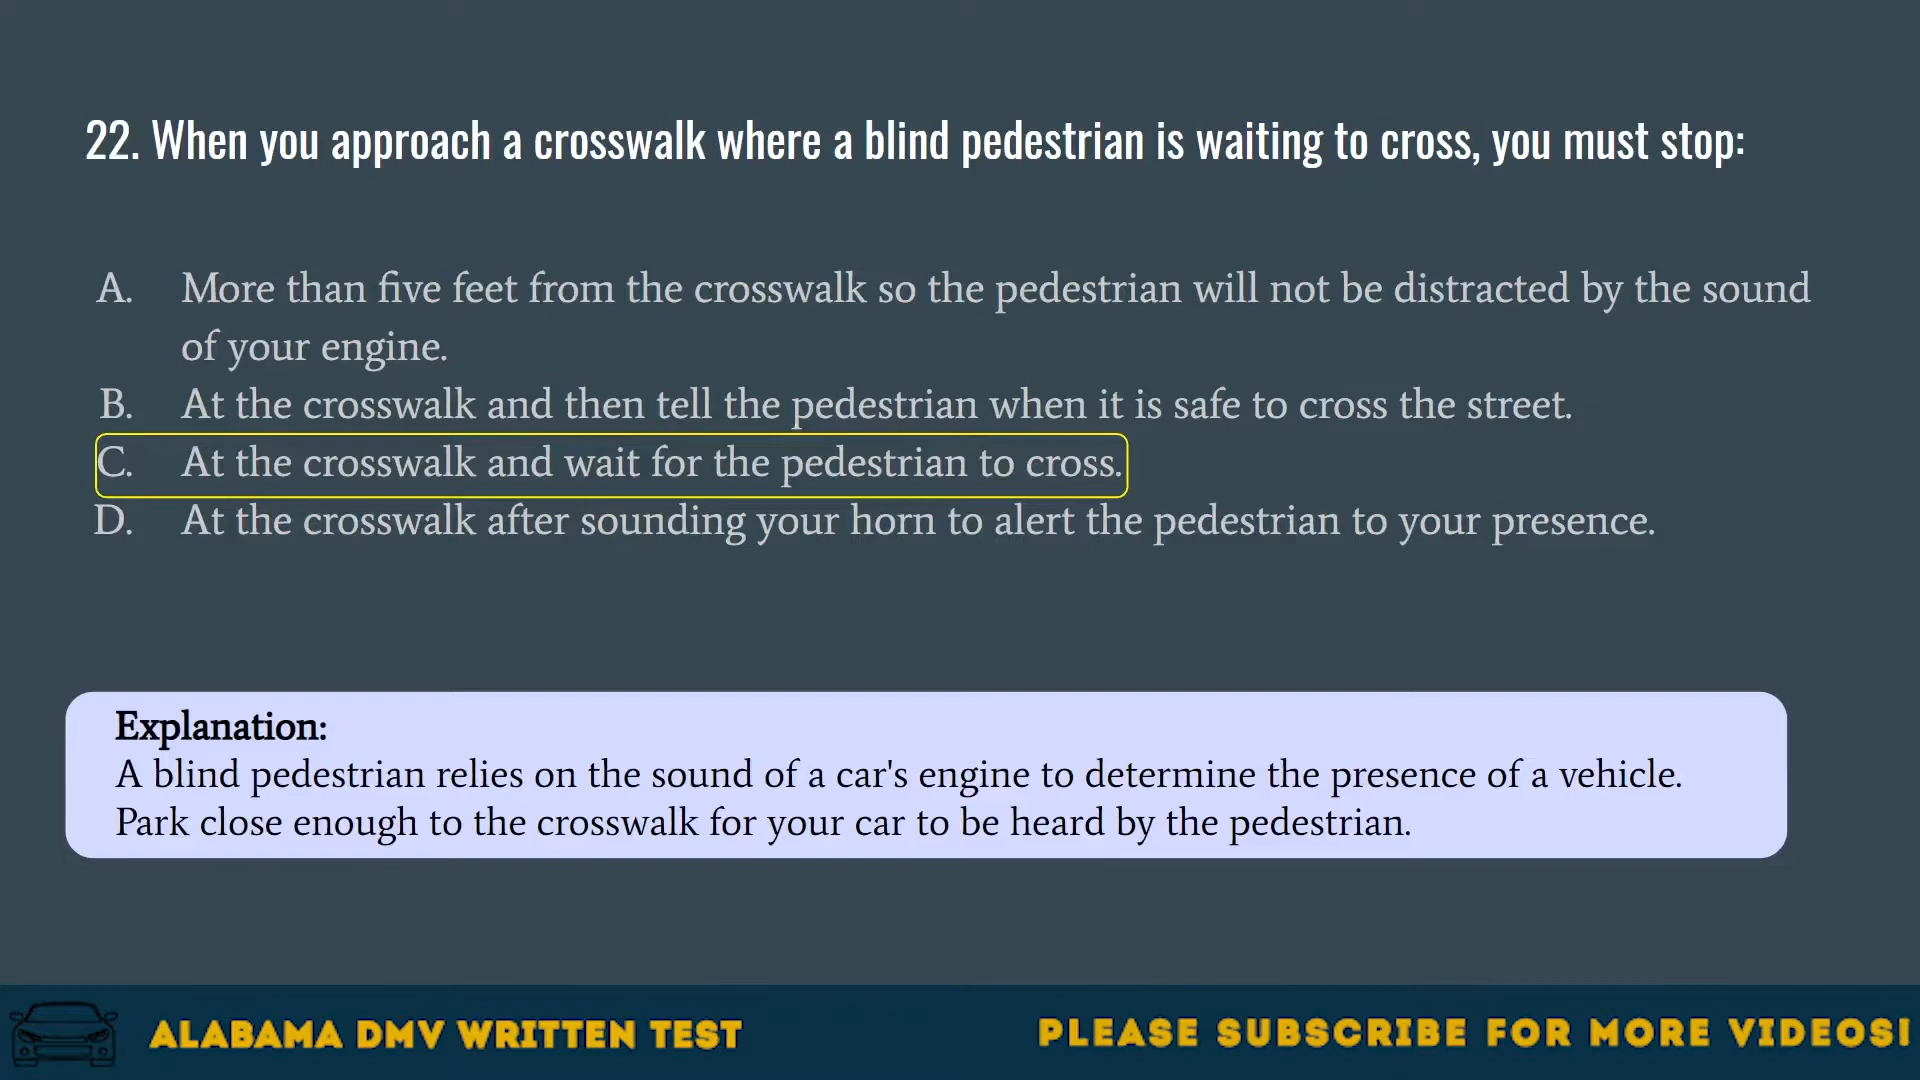 22. When you approach a crosswalk where a blind pedestrian is waiting to cross, you must stop:
A. More than five feet from the crosswalk so the pedestrian will not be distracted by the sound
of your engine.
B. At the crosswalk and then tell the pedestrian when it is safe to cross the street.
C. At the crosswalk and wait for the pedestrian to cross.
D. At the crosswalk after sounding your horn to alert the pedestrian to your presence.
Explanation:
A blind pedestrian relies on the sound of a car's engine to determine the presence of a vehicle.
Park close enough to the crosswalk for your car to be heard by the pedestrian.
ALABAMA DMV WRITTEN TEST
PLEASE SUBSCRIBE FOR MORE VIDEOS!